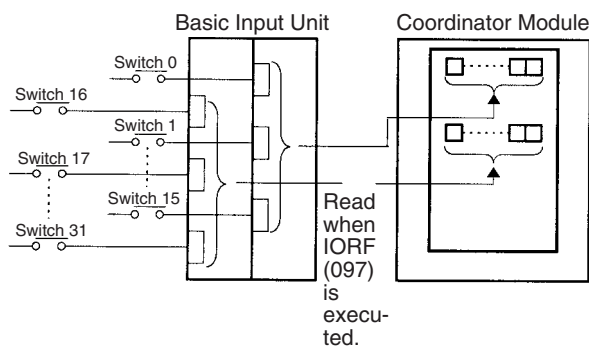 Basic Input Unit
Coordinator Module
Switch 0
Switch 16
Switch 1
Switch 17
Switch 15
Switch 31
Read
when
IORF
(097)
is
execu-
ted.